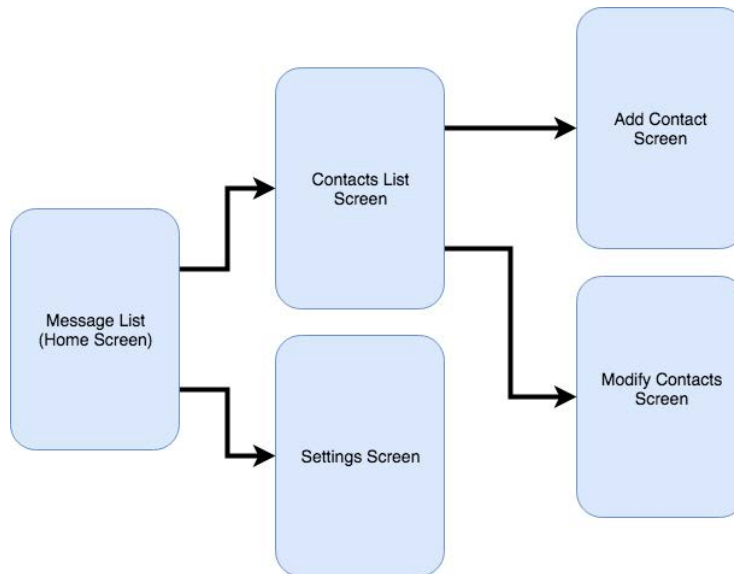 Message List
(Home Screen)
Contacts List
Screen
Settings Screen
Add Contact
Screen
Modify Contacts
Screen